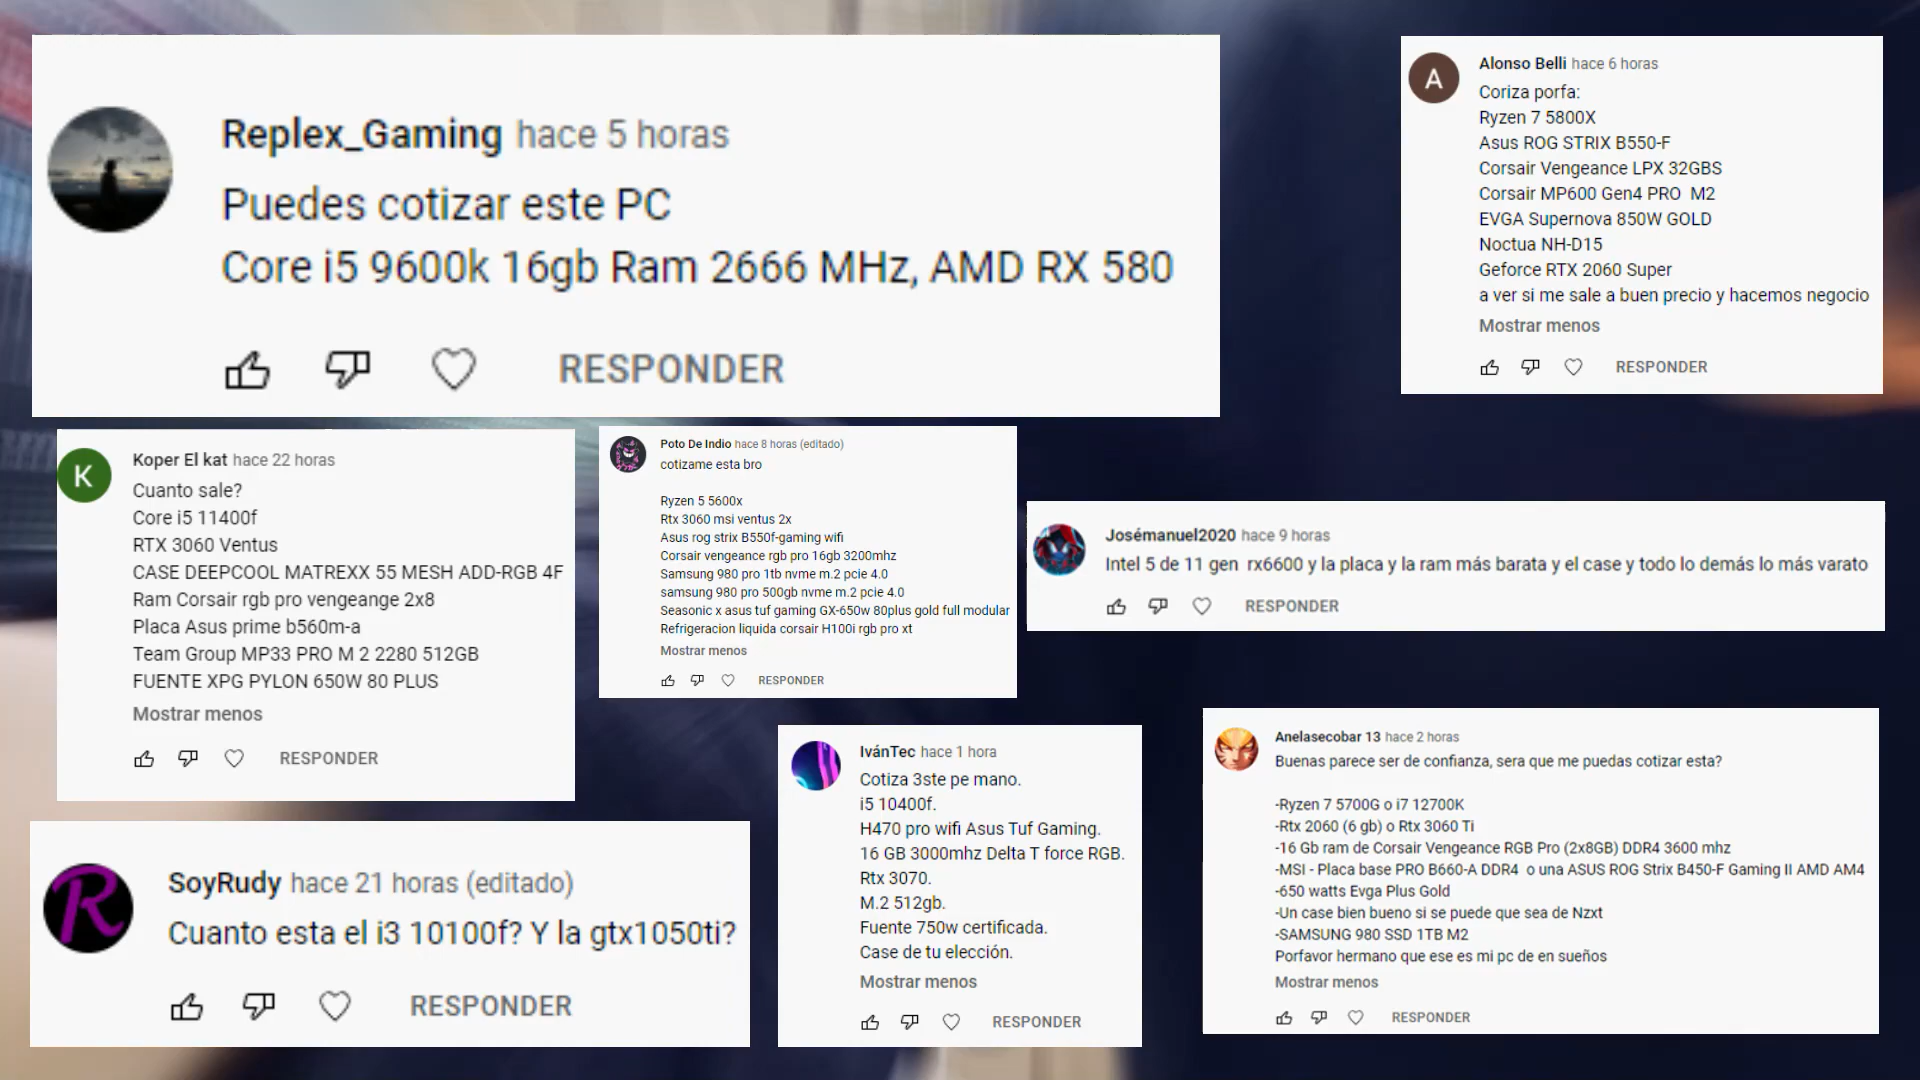 Replex_Gaming hace 5 horas
Puedes cotizar este PC
Core i5 9600k 16gb Ram 2666 MHz, AMD RX 580
RESPONDER
A
Alonso Belli hace 6 horas
Coriza porfa:
Ryzen 7 5800X
Asus ROG STRIX B550-F
Corsair Vengeance LPX 32GBS
Corsair MP600 Gen4 PRO M2
EVGA Supernova 850W GOLD
Noctua NH-D15
Geforce RTX 2060 Super
a ver si me sale a buen precio y hacemos negocio
Mostrar menos
RESPONDER
K
Koper El kat hace 22 horas
Cuanto sale?
Core i5 11400f
RTX 3060 Ventus
CASE DEEPCOOL MATREXX 55 MESH ADD-RGB 4F
Ram Corsair rgb pro vengeange 2x8
Placa Asus prime b560m-a
Team Group MP33 PRO M 2 2280 512GB
FUENTE XPG PYLON 650W 80 PLUS
Mostrar menos
RESPONDER
Poto De Indio hace 8 horas (editado)
cotizame esta bro
Ryzen 5 5600x
Rtx 3060 msi ventus 2x
Asus rog strix B550f-gaming wifi
Corsair vengeance rgb pro 16gb 3200mhz
Samsung 980 pro 1tb nvme m.2 pcie 4.0
samsung 980 pro 500gb nvme m.2 pcie 4.0
Seasonic x asus tuf gaming GX-650w 80plus gold full modular
Refrigeracion liquida corsair H100i rgb pro xt
Mostrar menos
RESPONDER
Josémanuel2020 hace 9 horas
Intel 5 de 11 gen rx6600 y la placa y la ram más barata y el case y todo lo demás lo más varato
RESPONDER
R
SoyRudy hace 21 horas (editado)
Cuanto esta el i3 10100f? Y la gtx1050ti?
RESPONDER
IvánTec hace 1 hora
Cotiza 3ste pe mano.
i5 10400f.
H470 pro wifi Asus Tuf Gaming.
16 GB 3000mhz Delta T force RGB.
Rtx 3070.
M.2 512gb.
Fuente 750w certificada.
Case de tu elección.
Mostrar menos
RESPONDER
Anelasecobar 13 hace 2 horas
Buenas parece ser de confianza, sera que me puedas cotizar esta?
-Ryzen 7 5700G o i7 12700K
-Rtx 2060 (6 gb) o Rtx 3060 Ti
-16 Gb ram de Corsair Vengeance RGB Pro (2x8GB) DDR4 3600 mhz
-MSI - Placa base PRO B660-A DDR4 o una ASUS ROG Strix B450-F Gaming II AMD AM4
-650 watts Evga Plus Gold
-Un case bien bueno si se puede que sea de Nzxt
-SAMSUNG 980 SSD 1TB M2
Porfavor hermano que ese es mi pc de en sueños
Mostrar menos
RESPONDER